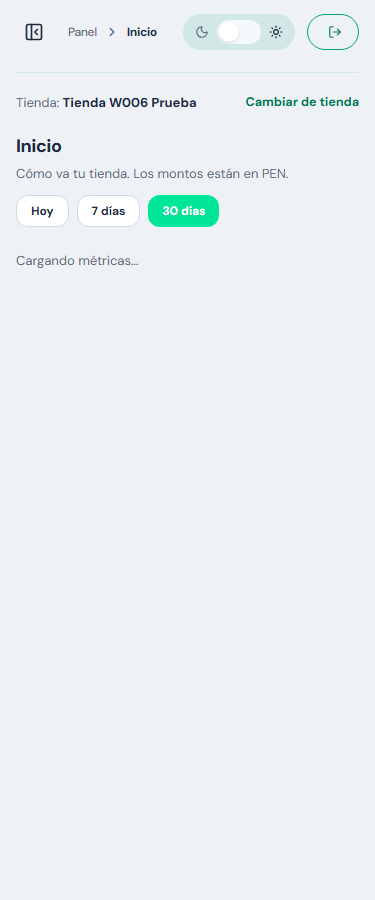 Panel > Inicio
Tienda: Tienda W006 Prueba Cambiar de tienda
Inicio
Cómo va tu tienda. Los montos están en PEN.
Hoy 7 días 30 días
Cargando métricas...